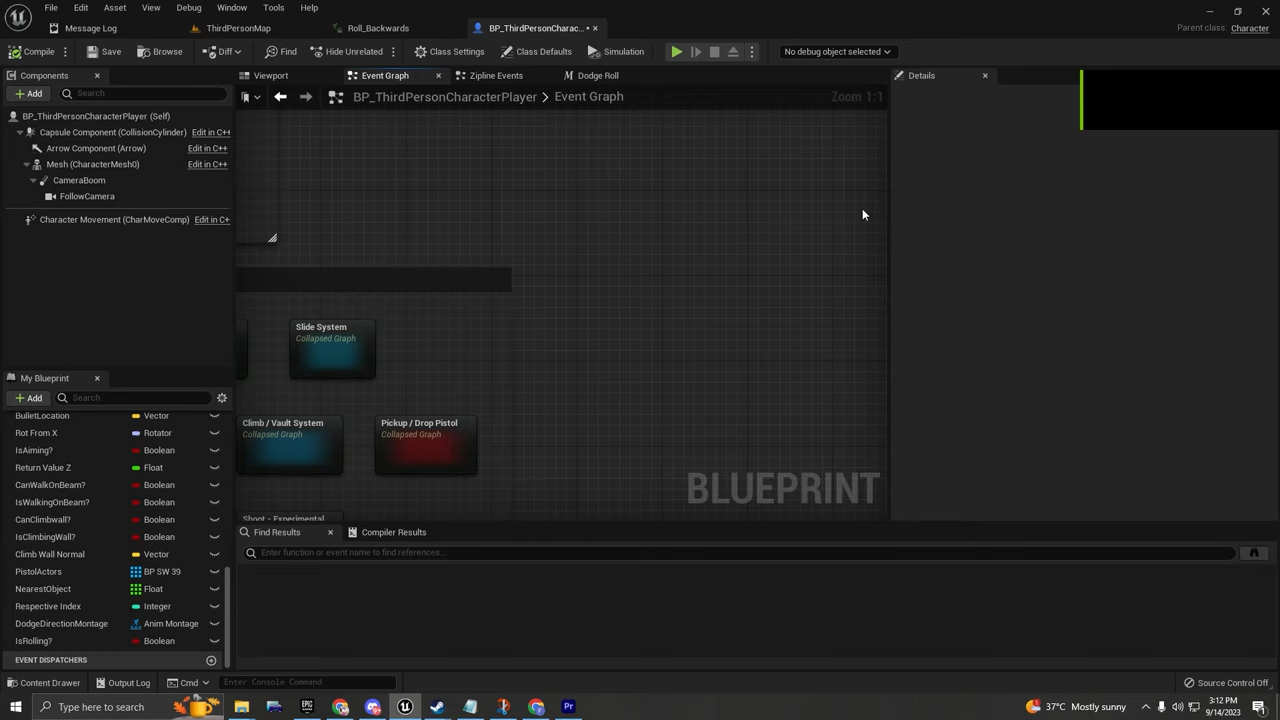 File Edit Asset View Debug Window Tools Help
Parent class: Character
Message Log ThirdPersonMap Roll_Backwards BP_ThirdPersonCharac...
Compile Save Browse Diff Find Hide Unrelated Class Settings Class Defaults Simulation No debug object selected
Components Viewport Event Graph Zipline Events Dodge Roll Details
Add Search BP_ThirdPersonCharacterPlayer > Event Graph Zoom 1:1
BP_ThirdPersonCharacterPlayer (Self)
Capsule Component (CollisionCylinder) Edit in C++
Arrow Component (Arrow) Edit in C++
Mesh (CharacterMesh0) Edit in C++
CameraBoom
FollowCamera
Character Movement (CharMoveComp) Edit in C+
Slide System
Collapsed Graph
Climb / Vault System Pickup / Drop Pistol
Collapsed Graph Collapsed Graph
BLUEPRINT
Shoot - Experimental
My Blueprint
Add Search
BulletLocation Vector
Rot From X Rotator
IsAiming? Boolean
Return Value Z Float
CanWalkOnBeam? Boolean
IsWalkingOnBeam? Boolean
CanClimbwall? Boolean
IsClimbingWall? Boolean
Climb Wall Normal Vector
PistolActors BP SW 39
NearestObject Float
Respective Index Integer
DodgeDirectionMontage Anim Montage
IsRolling? Boolean
EVENT DISPATCHERS
Find Results Compiler Results
Enter function or event name to find references...
Content Drawer Output Log Cmd Enter Console Command Source Control Off
Type here to search 37°C Mostly sunny 3:12 PM
9/14/2023